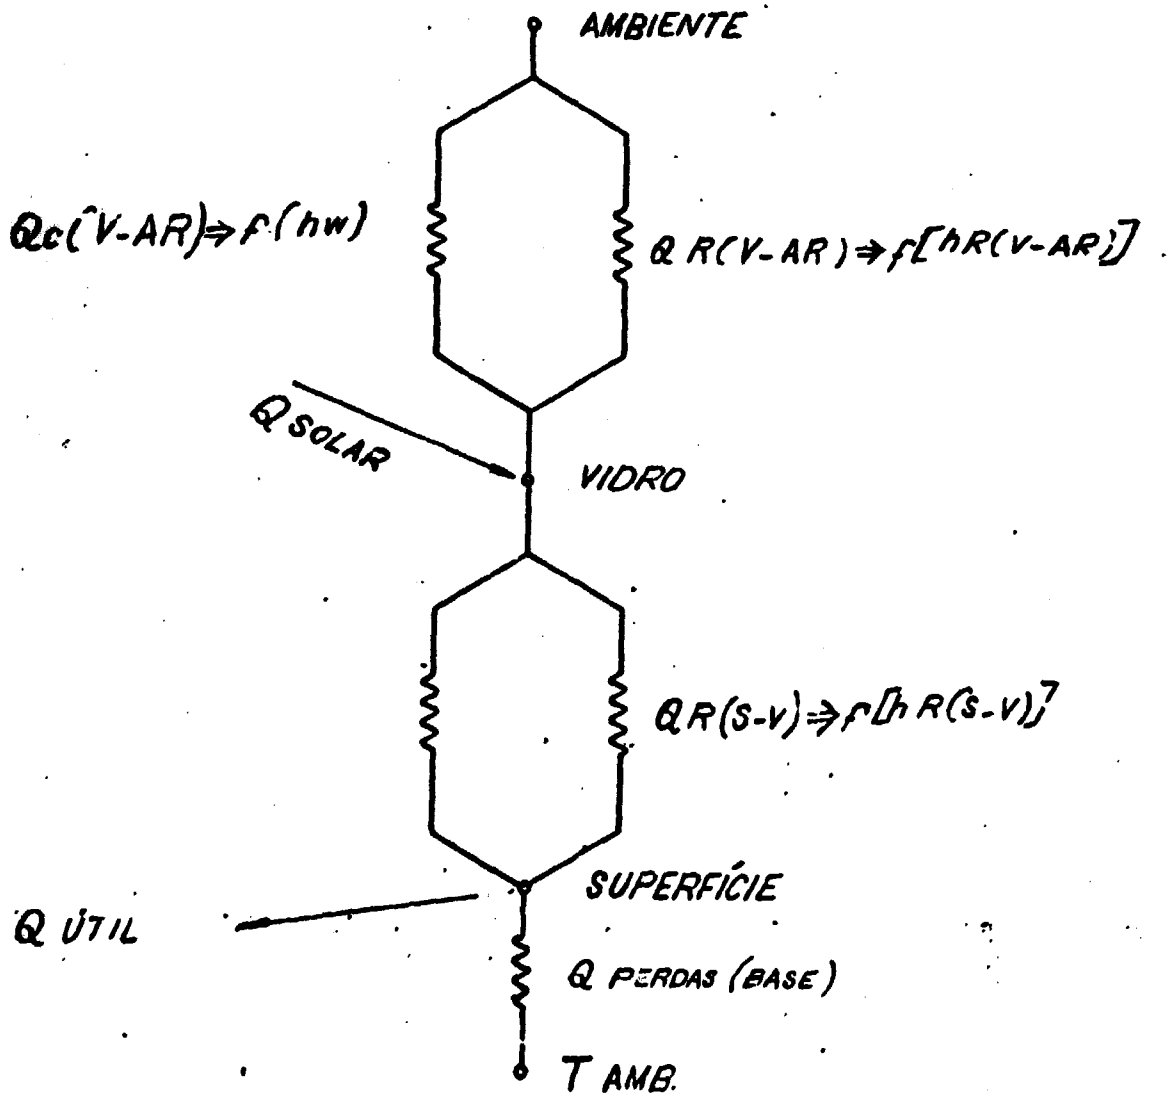 AMBIENTE
Qc(V-AR)⇒f(hw)
QR(V-AR)⇒f[hR(V-AR)]
Q SOLAR
VIDRO
QR(S-V)⇒f[hR(S-V)]
SUPERFÍCIE
Q ÚTIL
Q PERDAS (BASE)
T AMB.